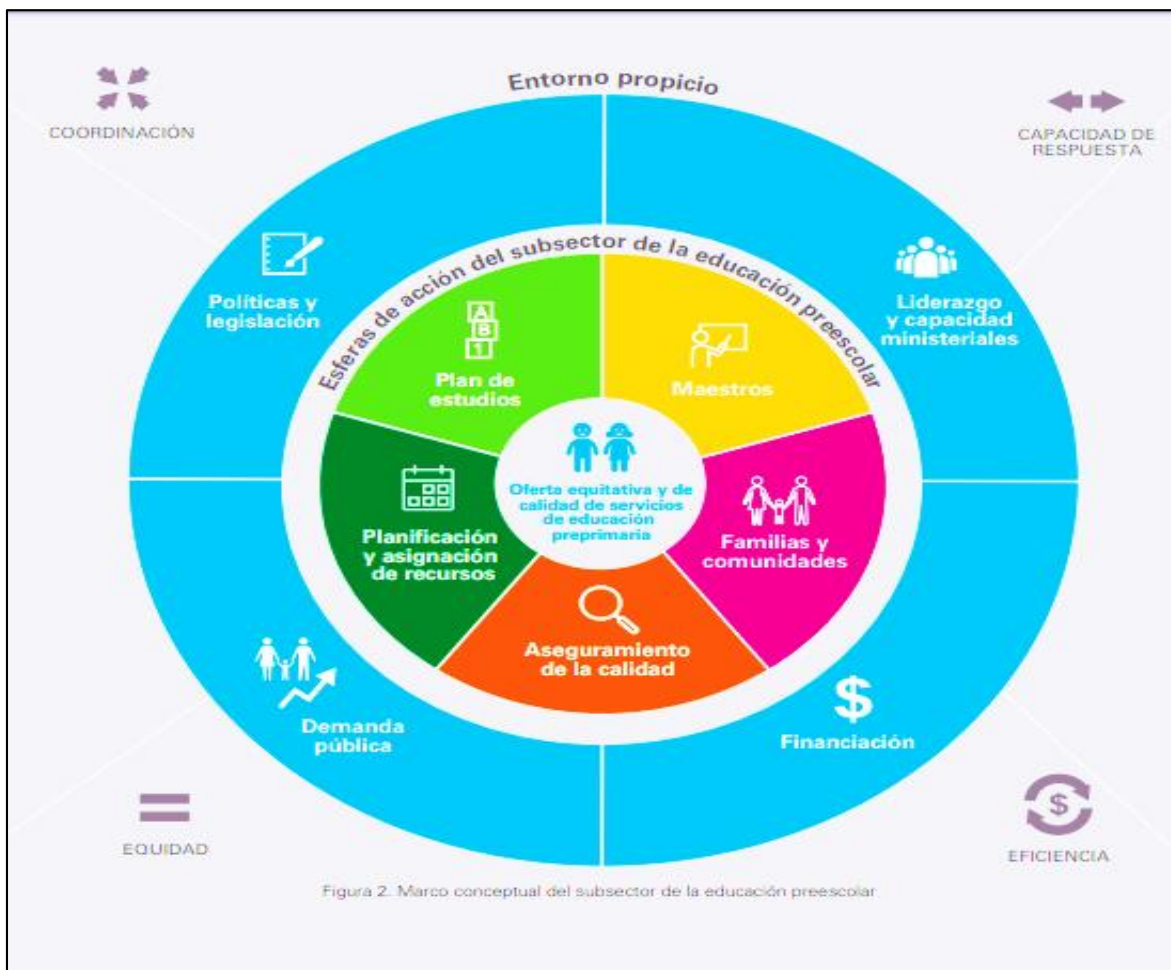 Entorno propicio
COORDINACIÓN
CAPACIDAD DE
RESPUESTA
Políticas y
legislación
Liderazgo
y capacidad
ministeriales
Esferas de acción del subsector de la educación preescolar
A
B
1
Plan de
estudios
Maestros
Oferta equitativa y de
calidad de servicios
de educación
preprimaria
Planificación
y asignación
de recursos
Familias y
comunidades
Aseguramiento
de la calidad
Demanda
pública
$
Financiación
EQUIDAD
$
EFICIENCIA
Figura 2. Marco conceptual del subsector de la educación preescolar